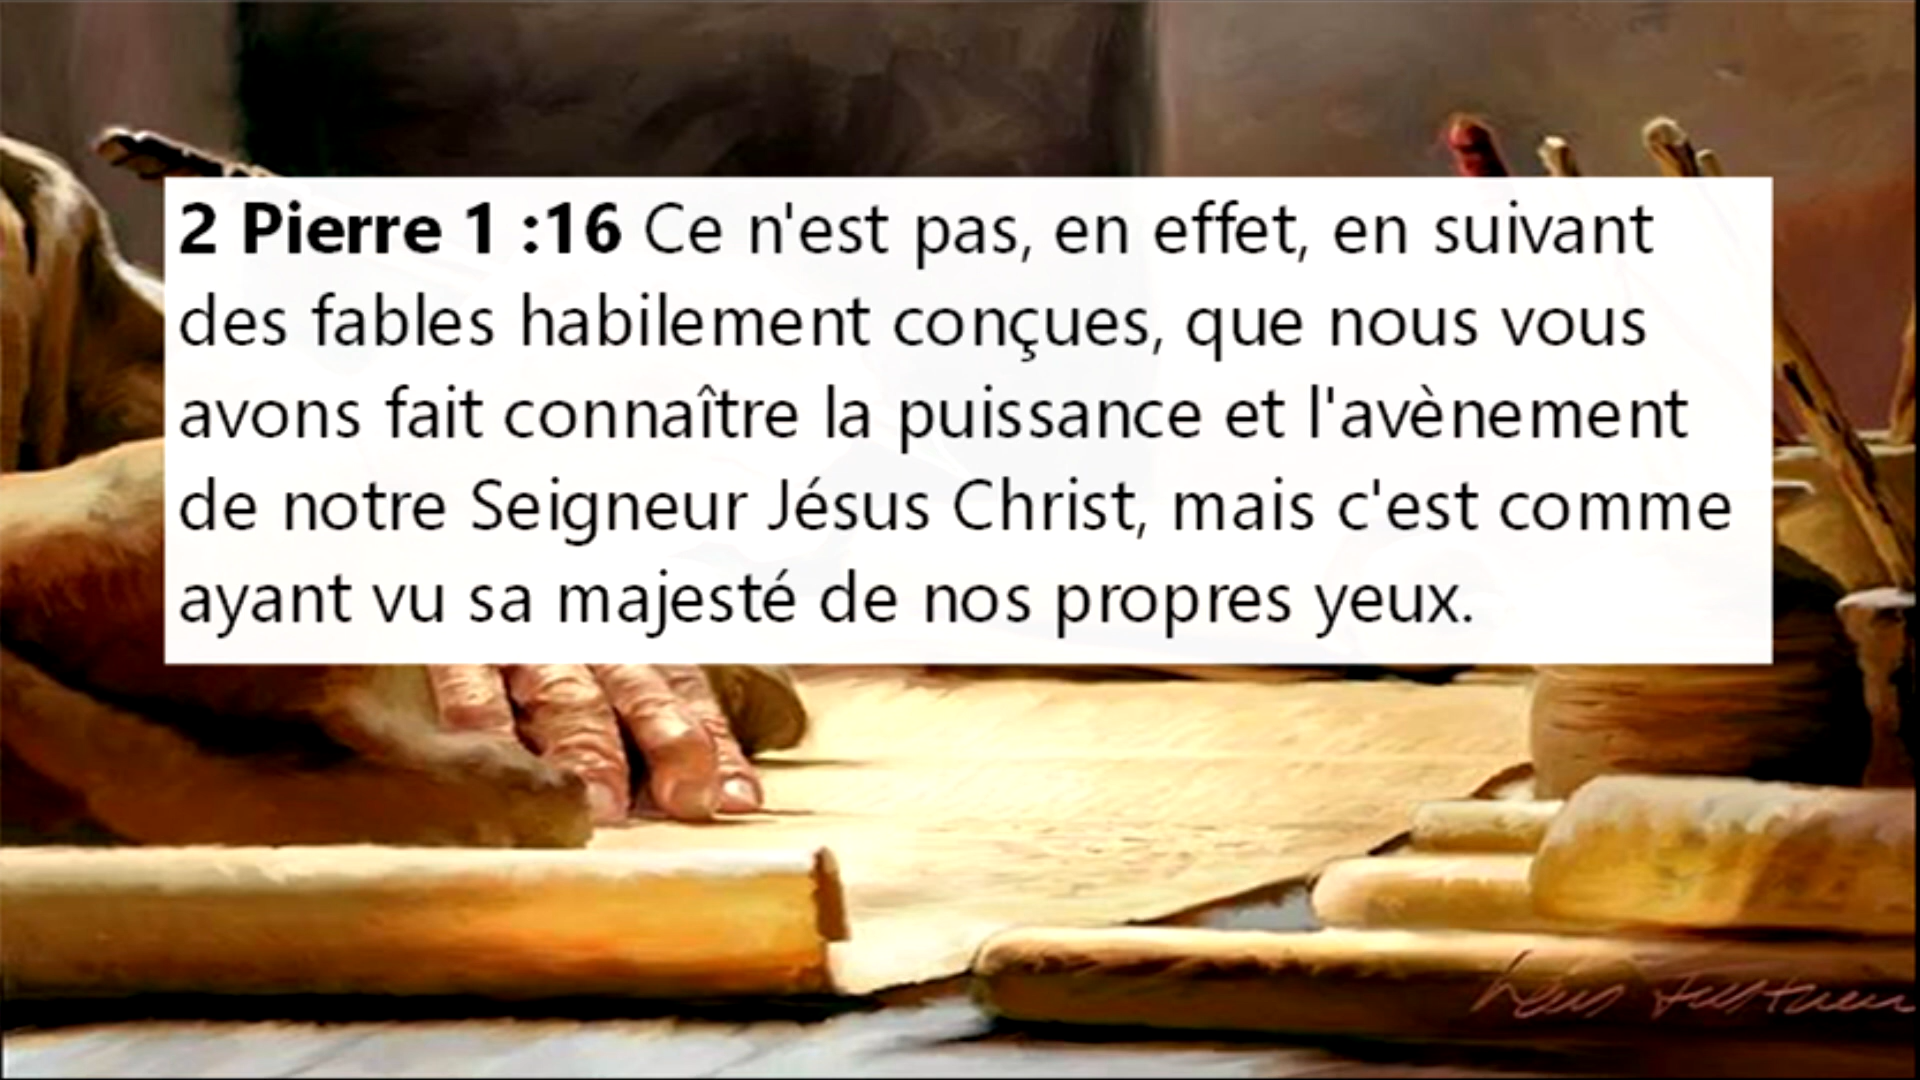 2 Pierre 1 :16 Ce n'est pas, en effet, en suivant
des fables habilement conçues, que nous vous
avons fait connaître la puissance et l'avènement
de notre Seigneur Jésus Christ, mais c'est comme
ayant vu sa majesté de nos propres yeux.